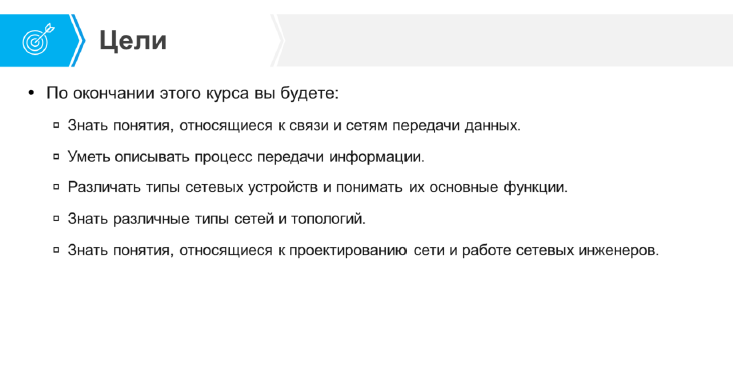 Цели
• По окончании этого курса вы будете:
▫ Знать понятия, относящиеся к связи и сетям передачи данных.
▫ Уметь описывать процесс передачи информации.
▫ Различать типы сетевых устройств и понимать их основные функции.
▫ Знать различные типы сетей и топологий.
▫ Знать понятия, относящиеся к проектированию сети и работе сетевых инженеров.